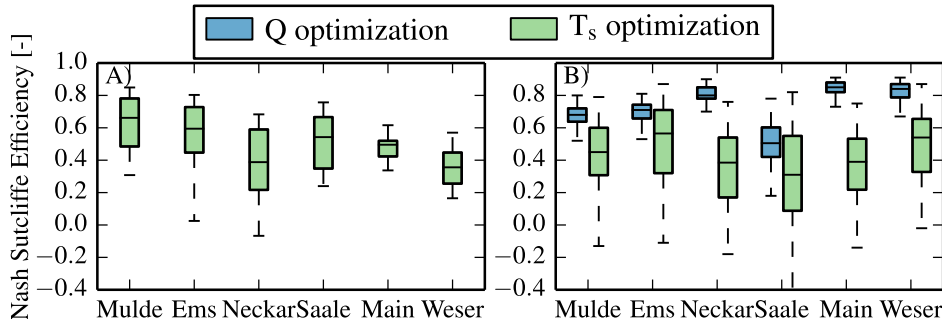 Q optimization
Ts optimization
Nash Sutcliffe Efficiency [-]
A)
B)
1.0
0.8
0.6
0.4
0.2
0.0
−0.2
−0.4
0.8
0.6
0.4
0.2
0.0
−0.2
−0.4
Mulde Ems Neckar Saale Main Weser
Mulde Ems Neckar Saale Main Weser